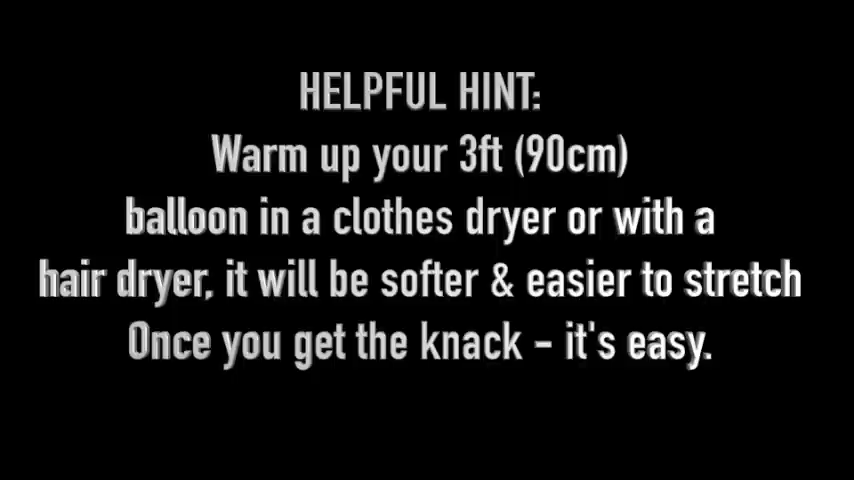 HELPFUL HINT:
Warm up your 3ft (90cm)
balloon in a clothes dryer or with a
hair dryer, it will be softer & easier to stretch
Once you get the knack - it's easy.